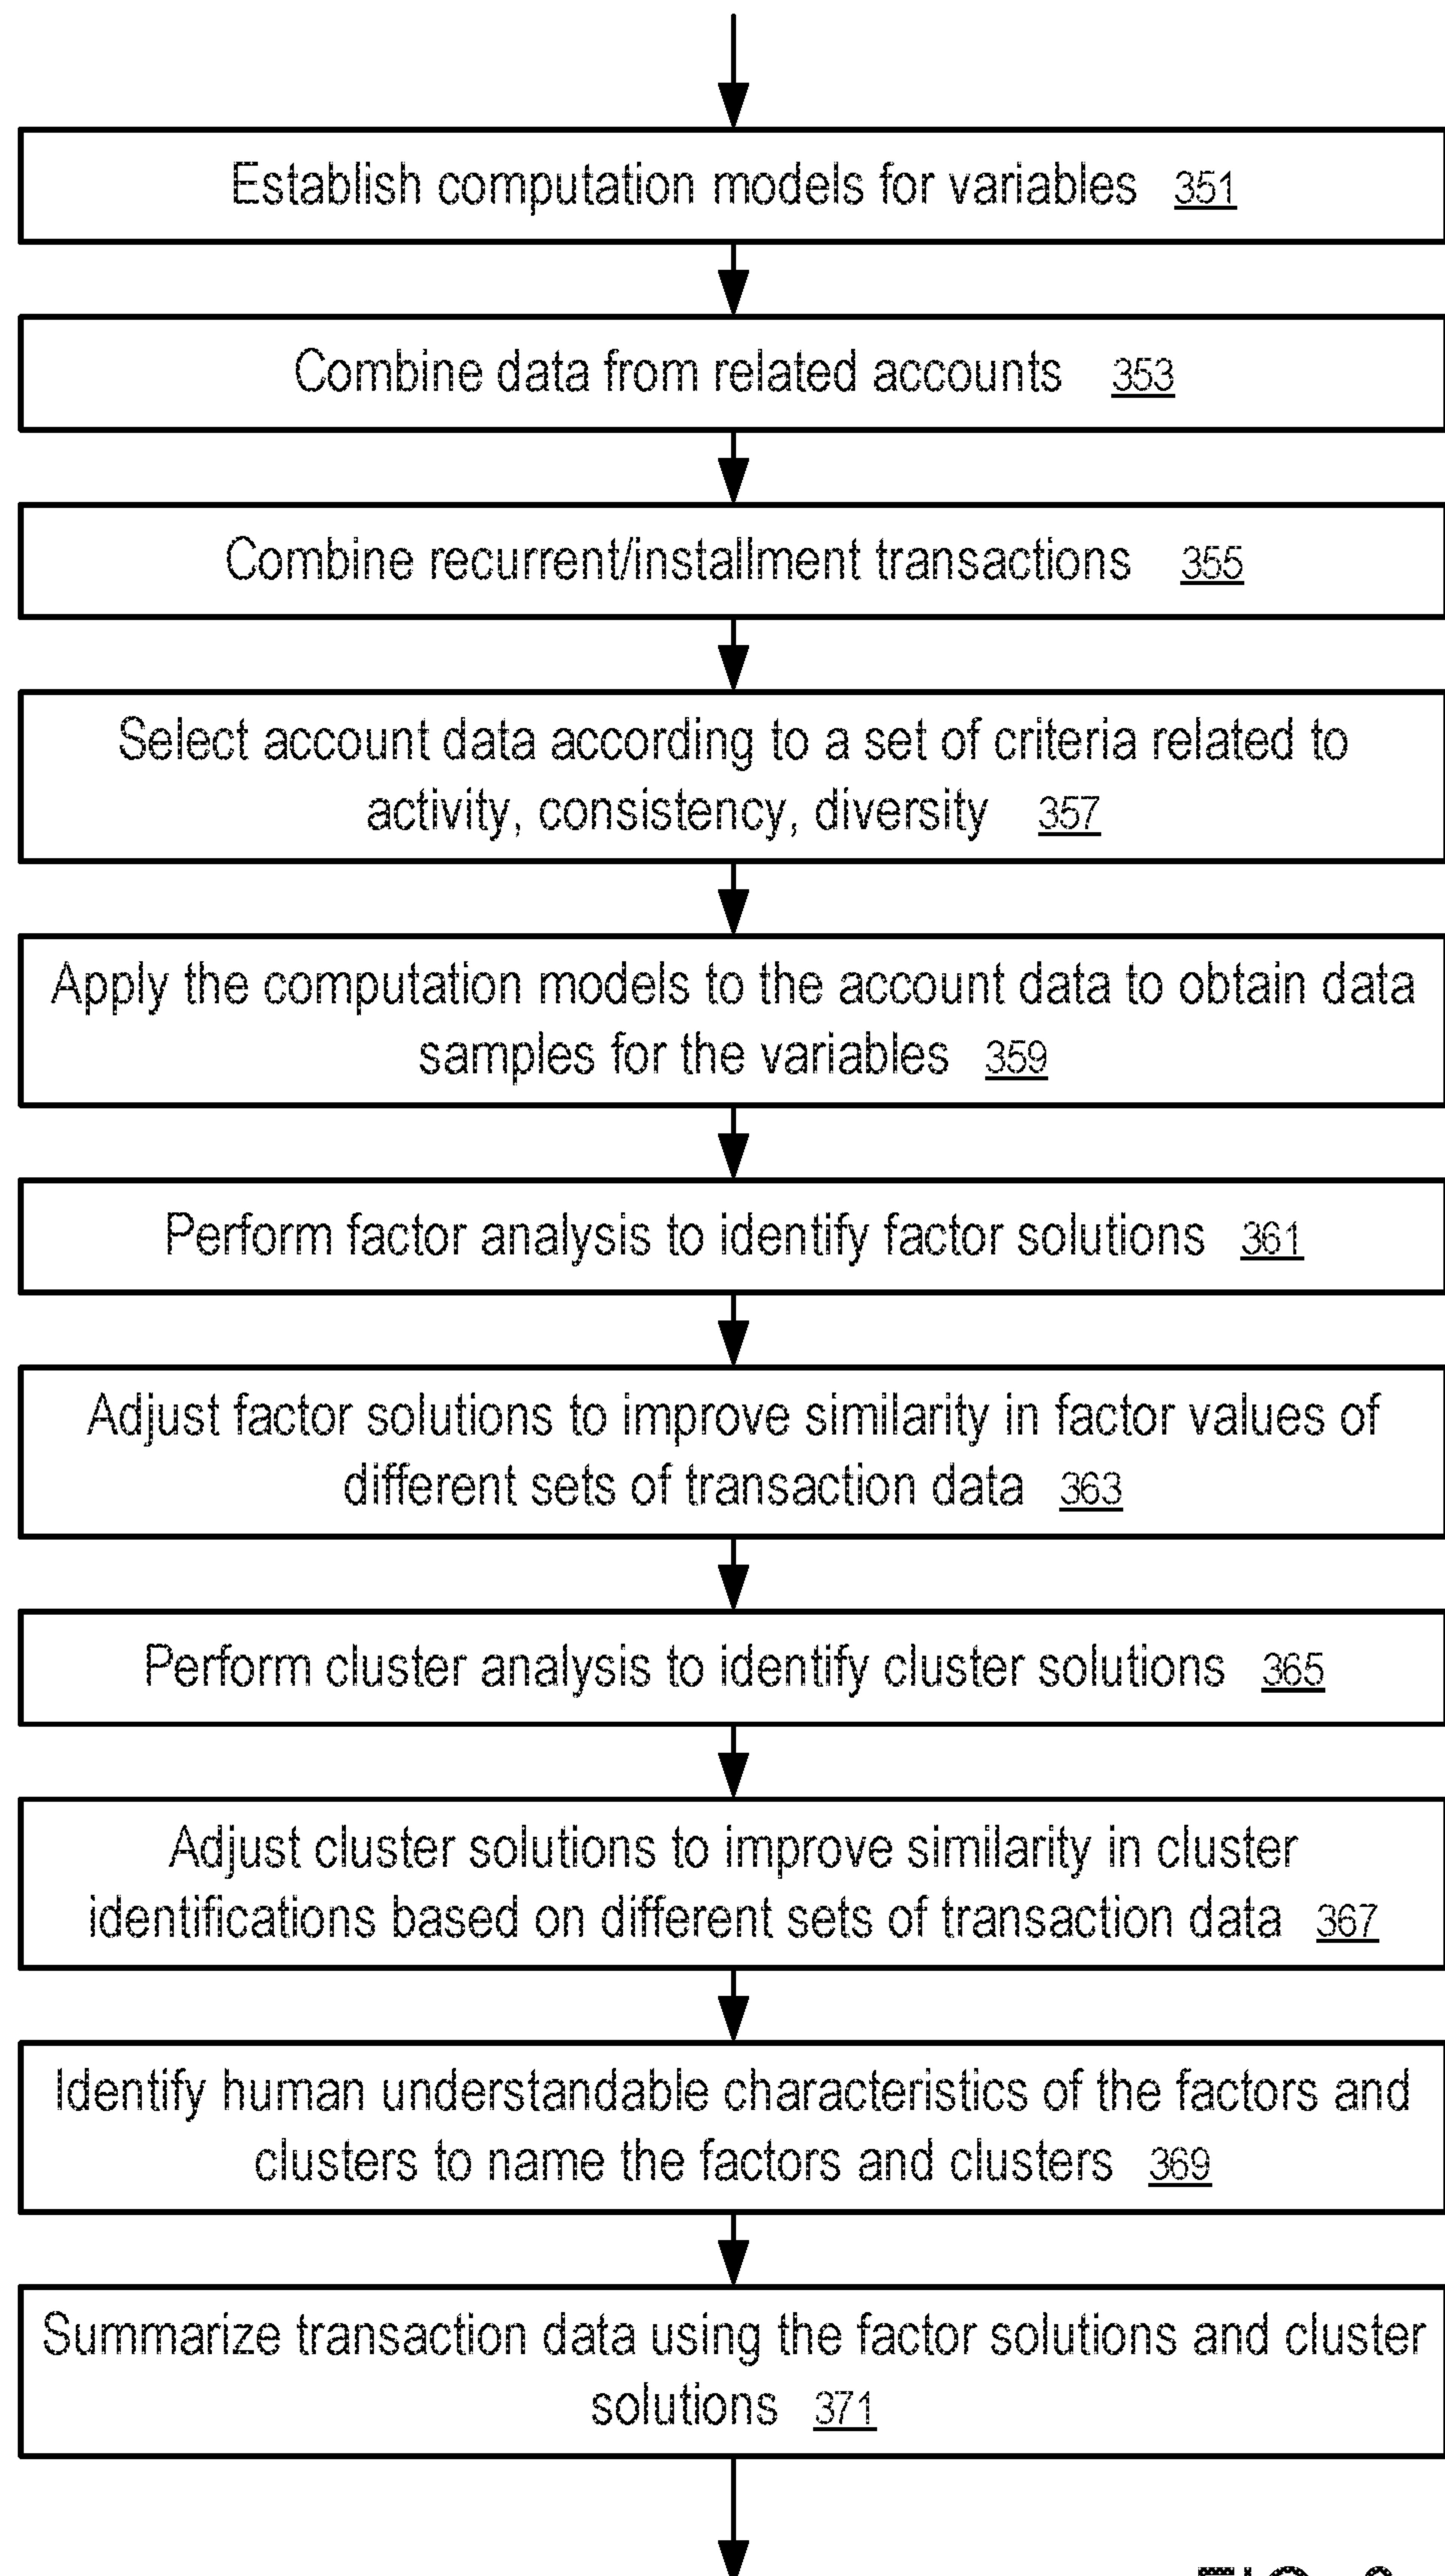 Establish computation models for variables 351
Combine data from related accounts 353
Combine recurrent/installment transactions 355
Select account data according to a set of criteria related to
activity, consistency, diversity 357
Apply the computation models to the account data to obtain data
samples for the variables 359
Perform factor analysis to identify factor solutions 361
Adjust factor solutions to improve similarity in factor values of
different sets of transaction data 363
Perform cluster analysis to identify cluster solutions 365
Adjust cluster solutions to improve similarity in cluster
identifications based on different sets of transaction data 367
Identify human understandable characteristics of the factors and
clusters to name the factors and clusters 369
Summarize transaction data using the factor solutions and cluster
solutions 371